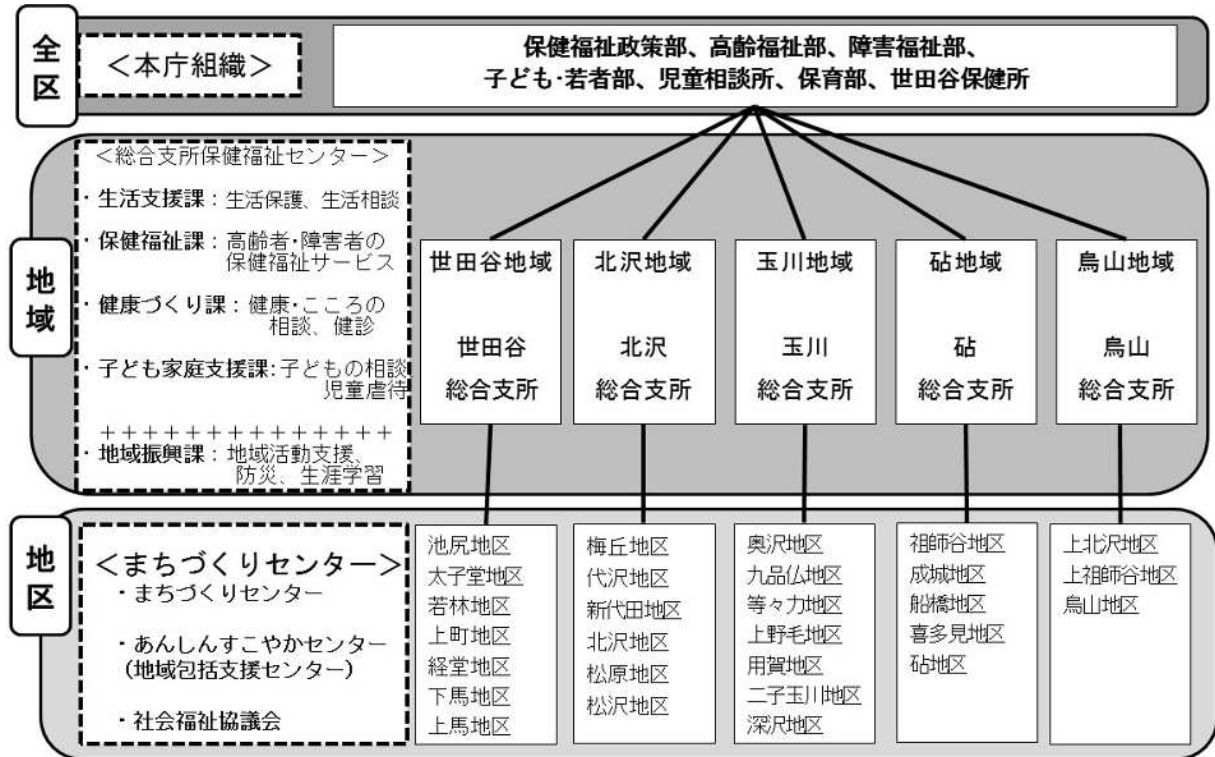 全区
＜本庁組織＞
保健福祉政策部、高齢福祉部、障害福祉部、
子ども・若者部、児童相談所、保育部、世田谷保健所
地域
＜総合支所保健福祉センター＞
・生活支援課：生活保護、生活相談
・保健福祉課：高齢者・障害者の
保健福祉サービス
・健康づくり課：健康・こころの
相談、健診
・子ども家庭支援課：子どもの相談
児童虐待
＋＋＋＋＋＋＋＋＋＋＋＋＋＋
・地域振興課：地域活動支援、
防災、生涯学習
世田谷地域
世田谷
総合支所
北沢地域
北沢
総合支所
玉川地域
玉川
総合支所
砧地域
砧
総合支所
烏山地域
烏山
総合支所
地区
＜まちづくりセンター＞
・まちづくりセンター
・あんしんすこやかセンター
（地域包括支援センター）
・社会福祉協議会
池尻地区
太子堂地区
若林地区
上町地区
経堂地区
下馬地区
上馬地区
梅丘地区
代沢地区
新代田地区
北沢地区
松原地区
松沢地区
奥沢地区
九品仏地区
等々力地区
上野毛地区
用賀地区
二子玉川地区
深沢地区
祖師谷地区
成城地区
船橋地区
喜多見地区
砧地区
上北沢地区
上祖師谷地区
烏山地区